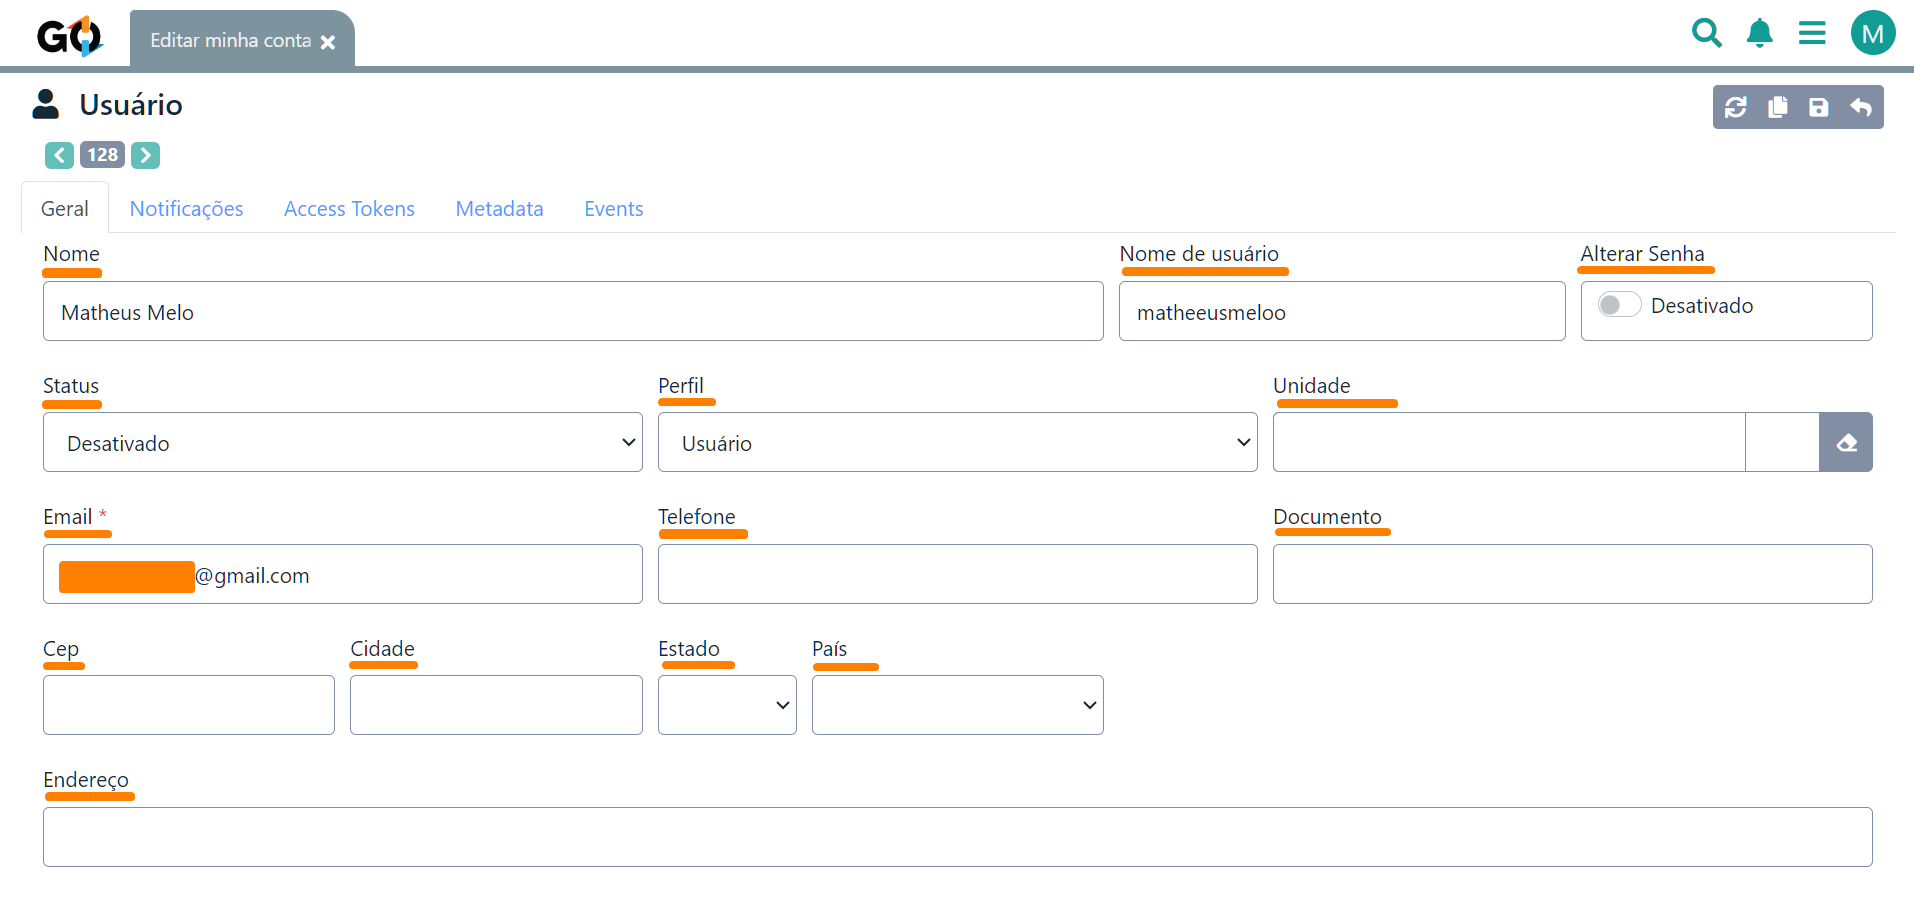 GO
Editar minha conta
M
Usuário
128
Geral Notificações Access Tokens Metadata Events
Nome Nome de usuário Alterar Senha
Matheus Melo matheeusmeloo Desativado
Status Perfil Unidade
Desativado Usuário
Email * Telefone Documento
@gmail.com
Cep Cidade Estado País
Endereço